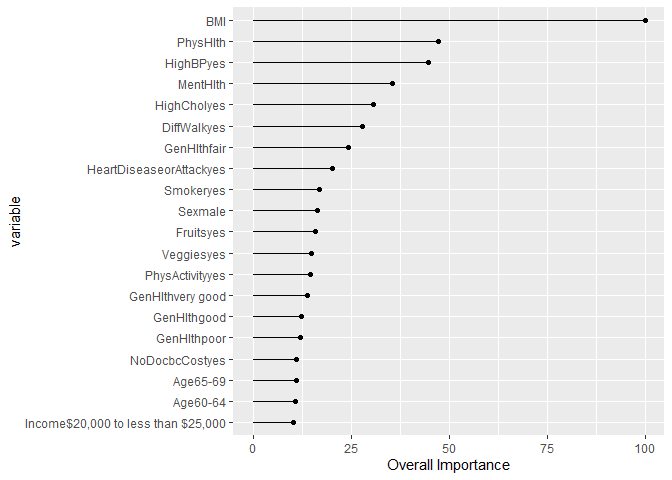 variable
BMI
PhysHlth
HighBPyes
MentHlth
HighCholyes
DiffWalkyes
GenHlthfair
HeartDiseaseorAttackyes
Smokeryes
Sexmale
Fruitsyes
Veggiesyes
PhysActivityyes
GenHlthvery good
GenHlthgood
GenHlthpoor
NoDocbcCostyes
Age65-69
Age60-64
Income$20,000 to less than $25,000
0 25 50 75 100
Overall Importance